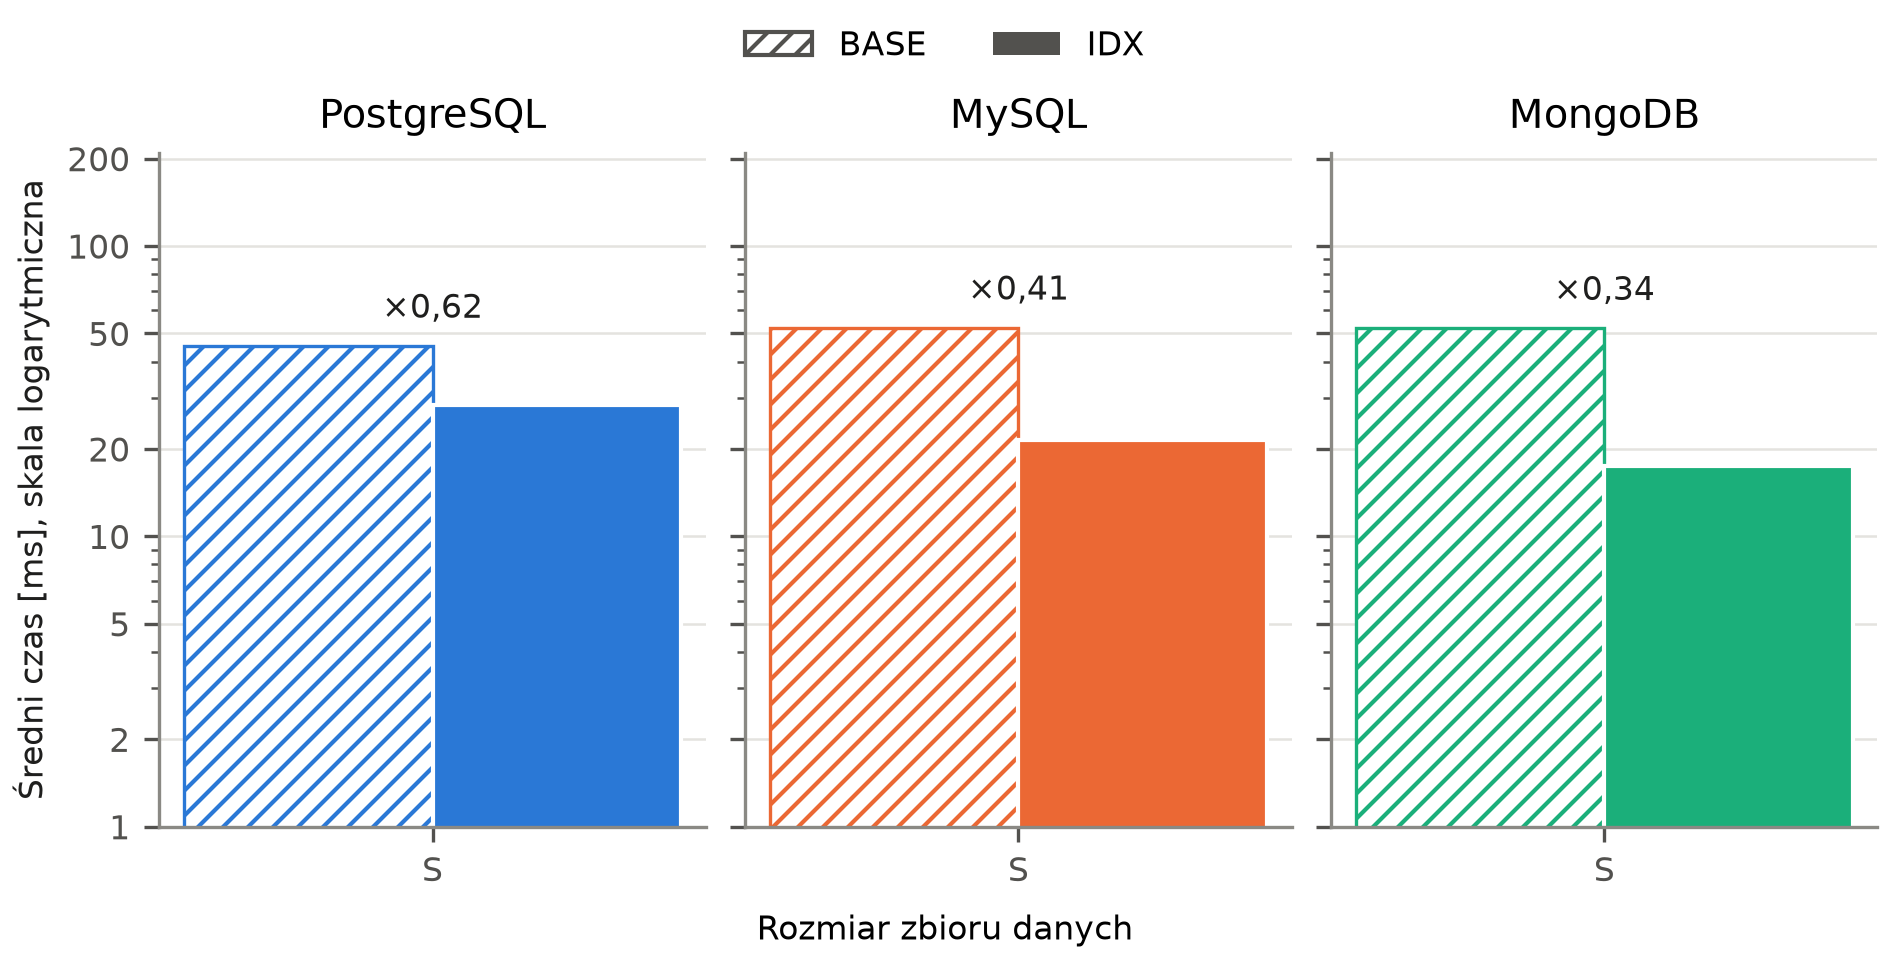 BASE IDX
PostgreSQL MySQL MongoDB
Średni czas [ms], skala logarytmiczna
200
100
50
20
10
5
2
1
×0,62 ×0,41 ×0,34
S S S
Rozmiar zbioru danych